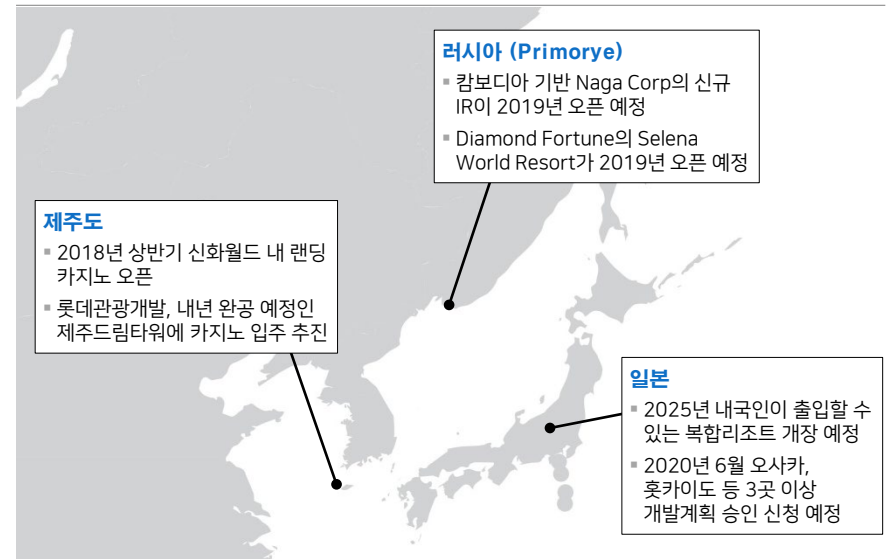 러시아 (Primorye)
▪ 캄보디아 기반 Naga Corp의 신규
IR이 2019년 오픈 예정
▪ Diamond Fortune의 Selena
World Resort가 2019년 오픈 예정
제주도
▪ 2018년 상반기 신화월드 내 랜딩
카지노 오픈
▪ 롯데관광개발, 내년 완공 예정인
제주드림타워에 카지노 입주 추진
일본
▪ 2025년 내국인이 출입할 수
있는 복합리조트 개장 예정
▪ 2020년 6월 오사카,
홋카이도 등 3곳 이상
개발계획 승인 신청 예정